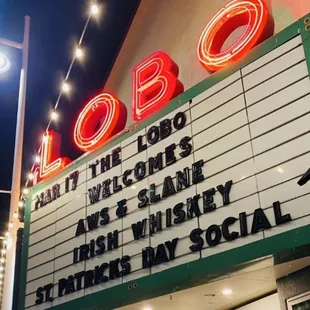 LOBO
MAR 17 THE LOBO
WELCOMES
AWS & SLANE
IRISH WHISKEY
ST. PATRICKS DAY SOCIAL